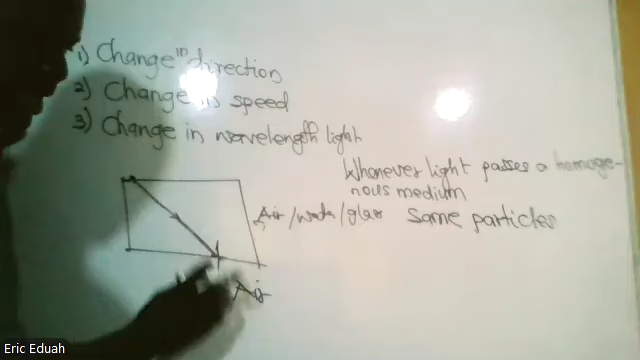 1) Change in direction
2) Change in speed
3) Change in wavelength of light
Whenever light passes a homoge-
nous medium
Air/water/glass Same particles
Air
Eric Eduah